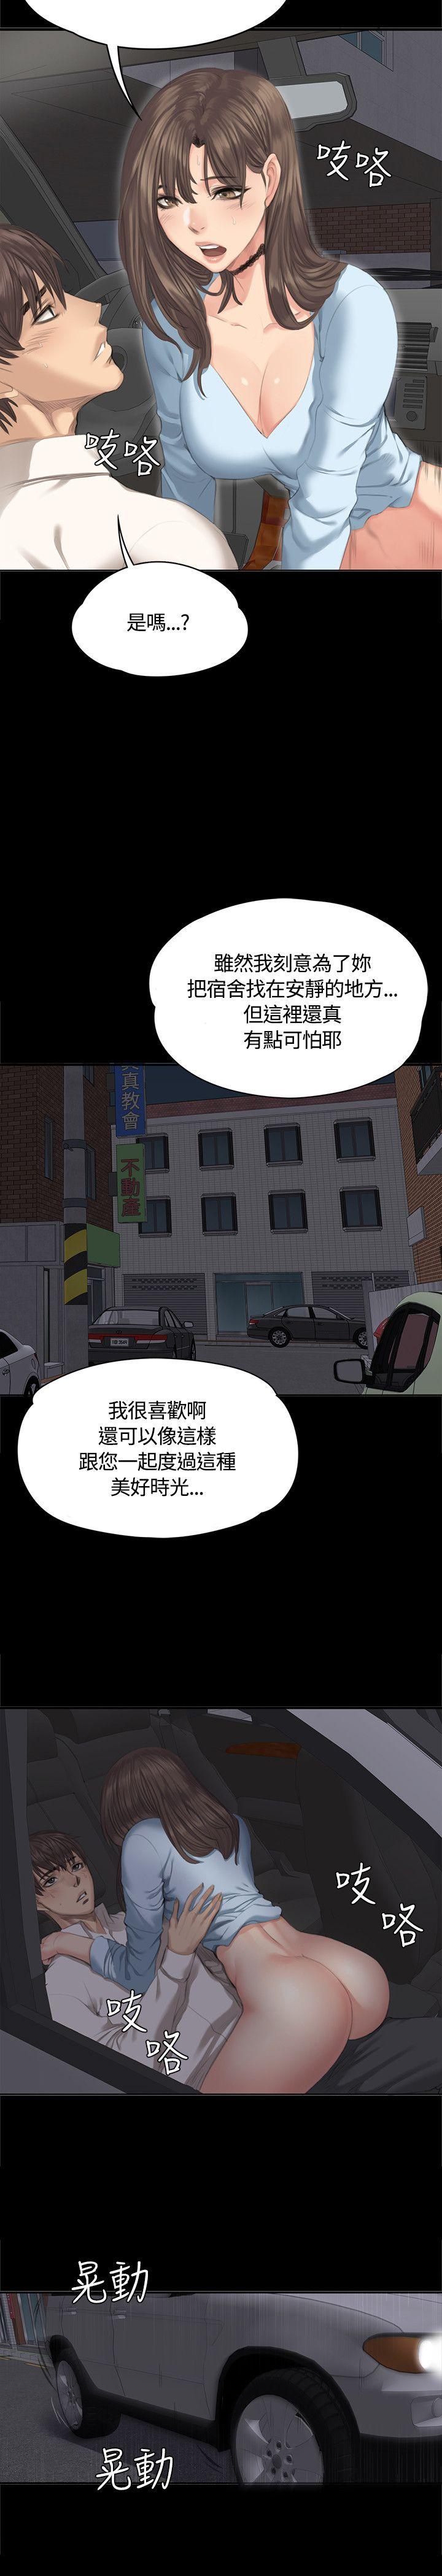 吱咯
吱咯
是嗎...?
雖然我刻意為了妳
把宿舍找在安靜的地方...
但這裡還真
有點可怕耶
真教會
不動產
我很喜歡啊
還可以像這樣
跟您一起度過這種
美好時光...
吱咯
吱咯
晃動
晃動